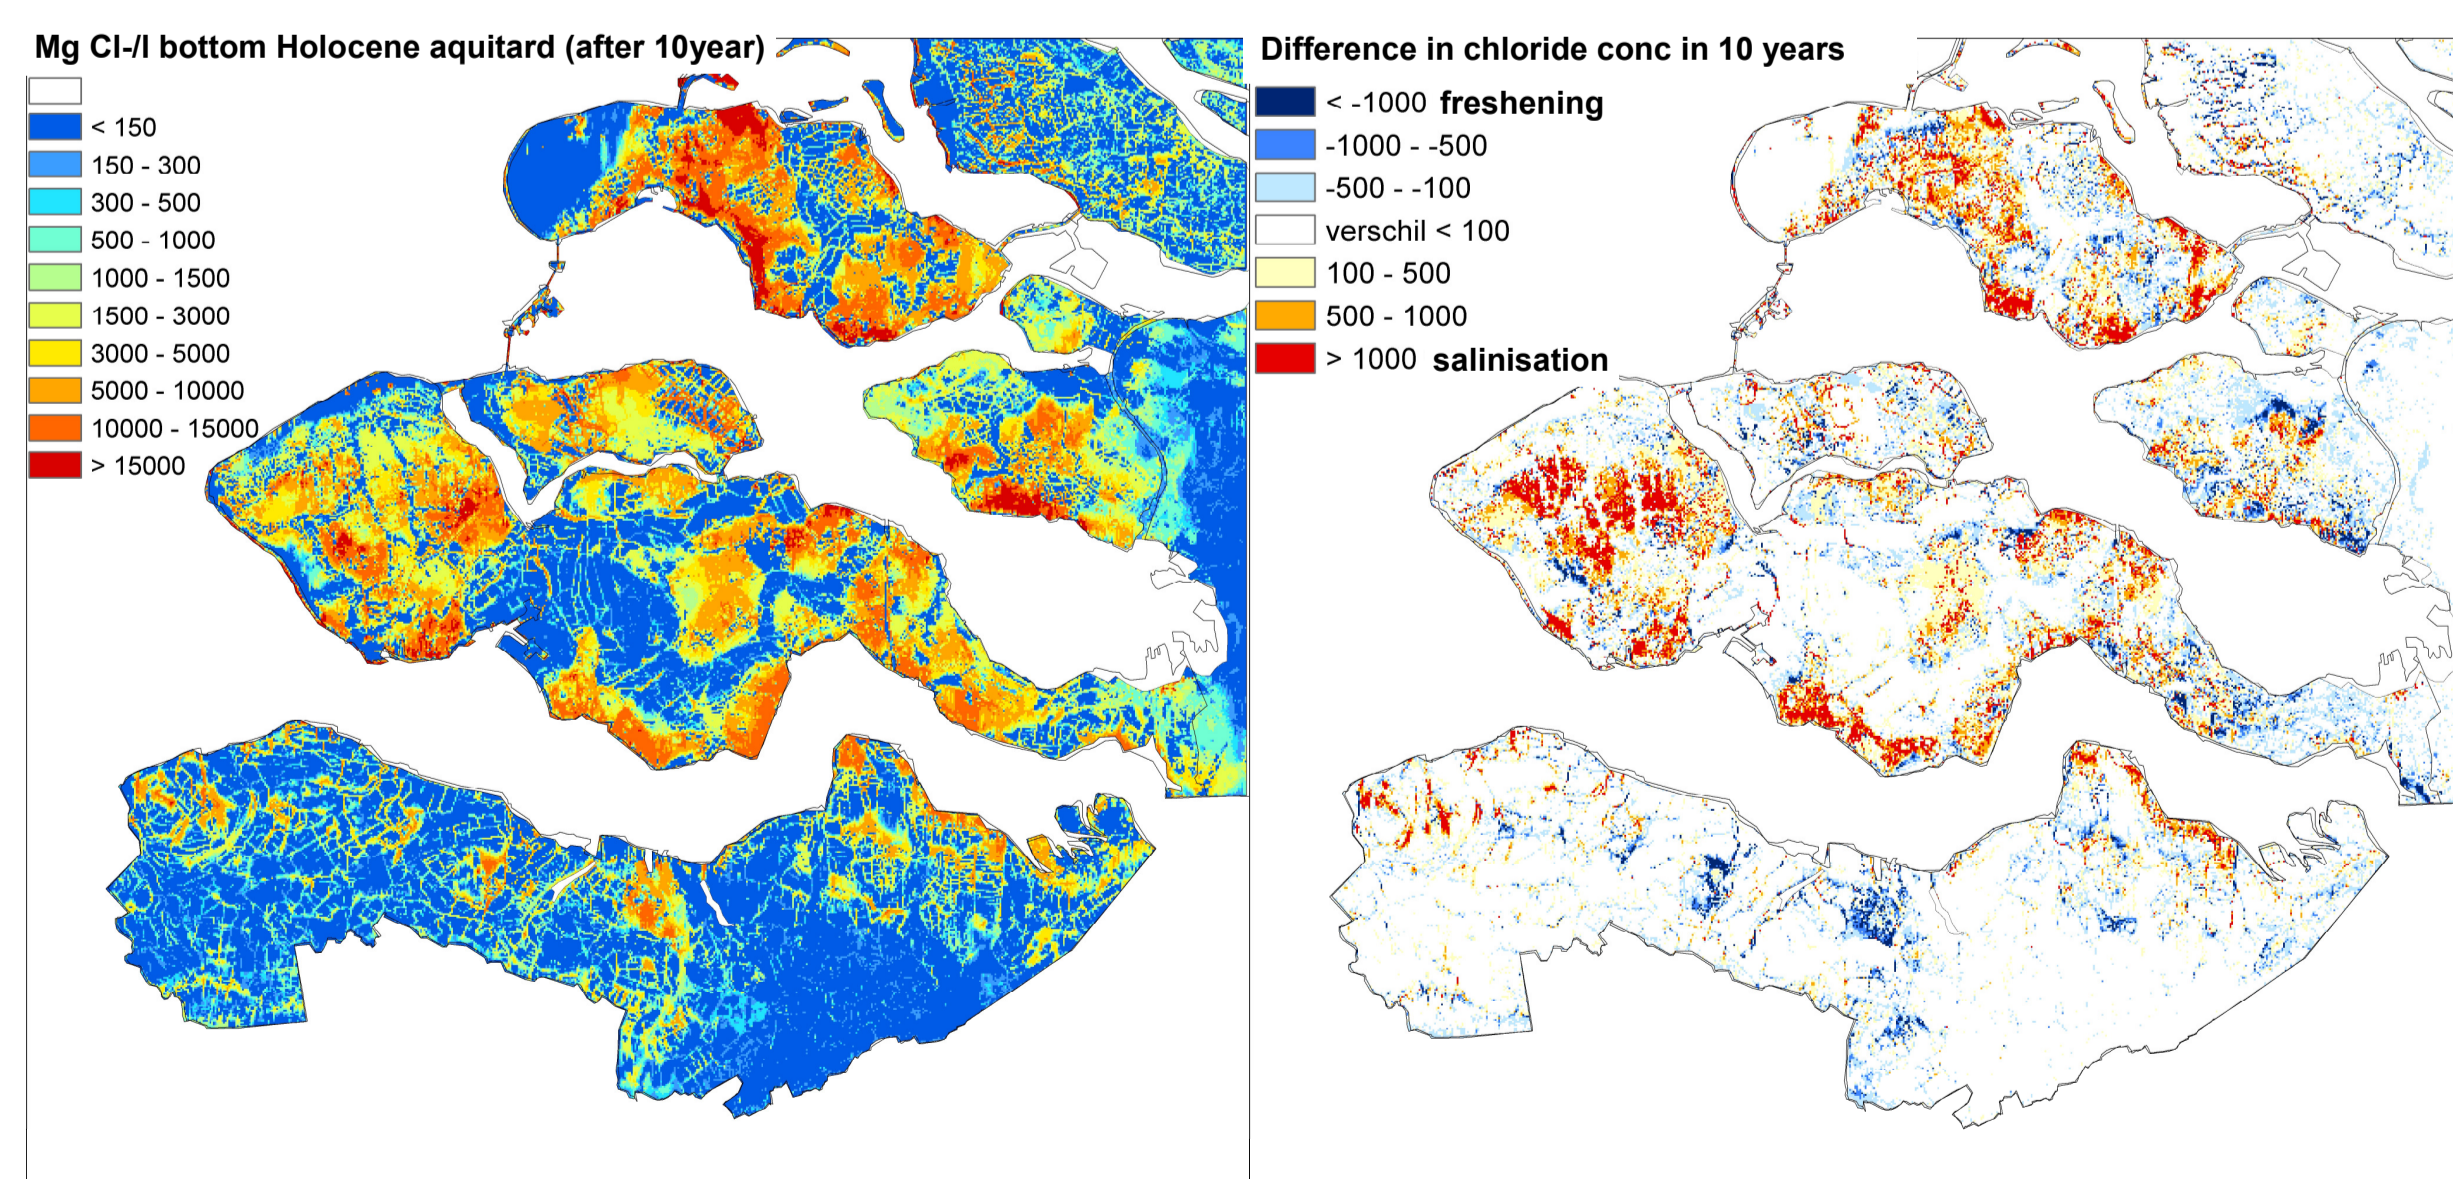 Mg Cl-/l bottom Holocene aquitard (after 10year)
< 150
150 - 300
300 - 500
500 - 1000
1000 - 1500
1500 - 3000
3000 - 5000
5000 - 10000
10000 - 15000
> 15000
Difference in chloride conc in 10 years
< -1000 freshening
-1000 - -500
-500 - -100
verschil < 100
100 - 500
500 - 1000
> 1000 salinisation